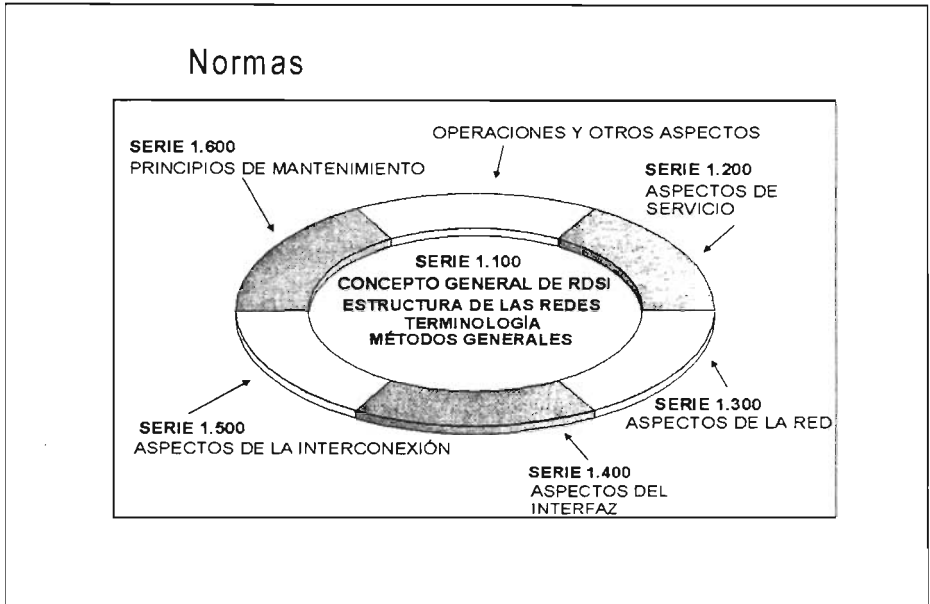 Normas
OPERACIONES Y OTROS ASPECTOS
SERIE 1.600
PRINCIPIOS DE MANTENIMIENTO
SERIE 1.200
ASPECTOS DE
SERVICIO
SERIE 1.100
CONCEPTO GENERAL DE RDSI
ESTRUCTURA DE LAS REDES
TERMINOLOGÍA
MÉTODOS GENERALES
SERIE 1.300
ASPECTOS DE LA RED
SERIE 1.500
ASPECTOS DE LA INTERCONEXIÓN
SERIE 1.400
ASPECTOS DEL
INTERFAZ